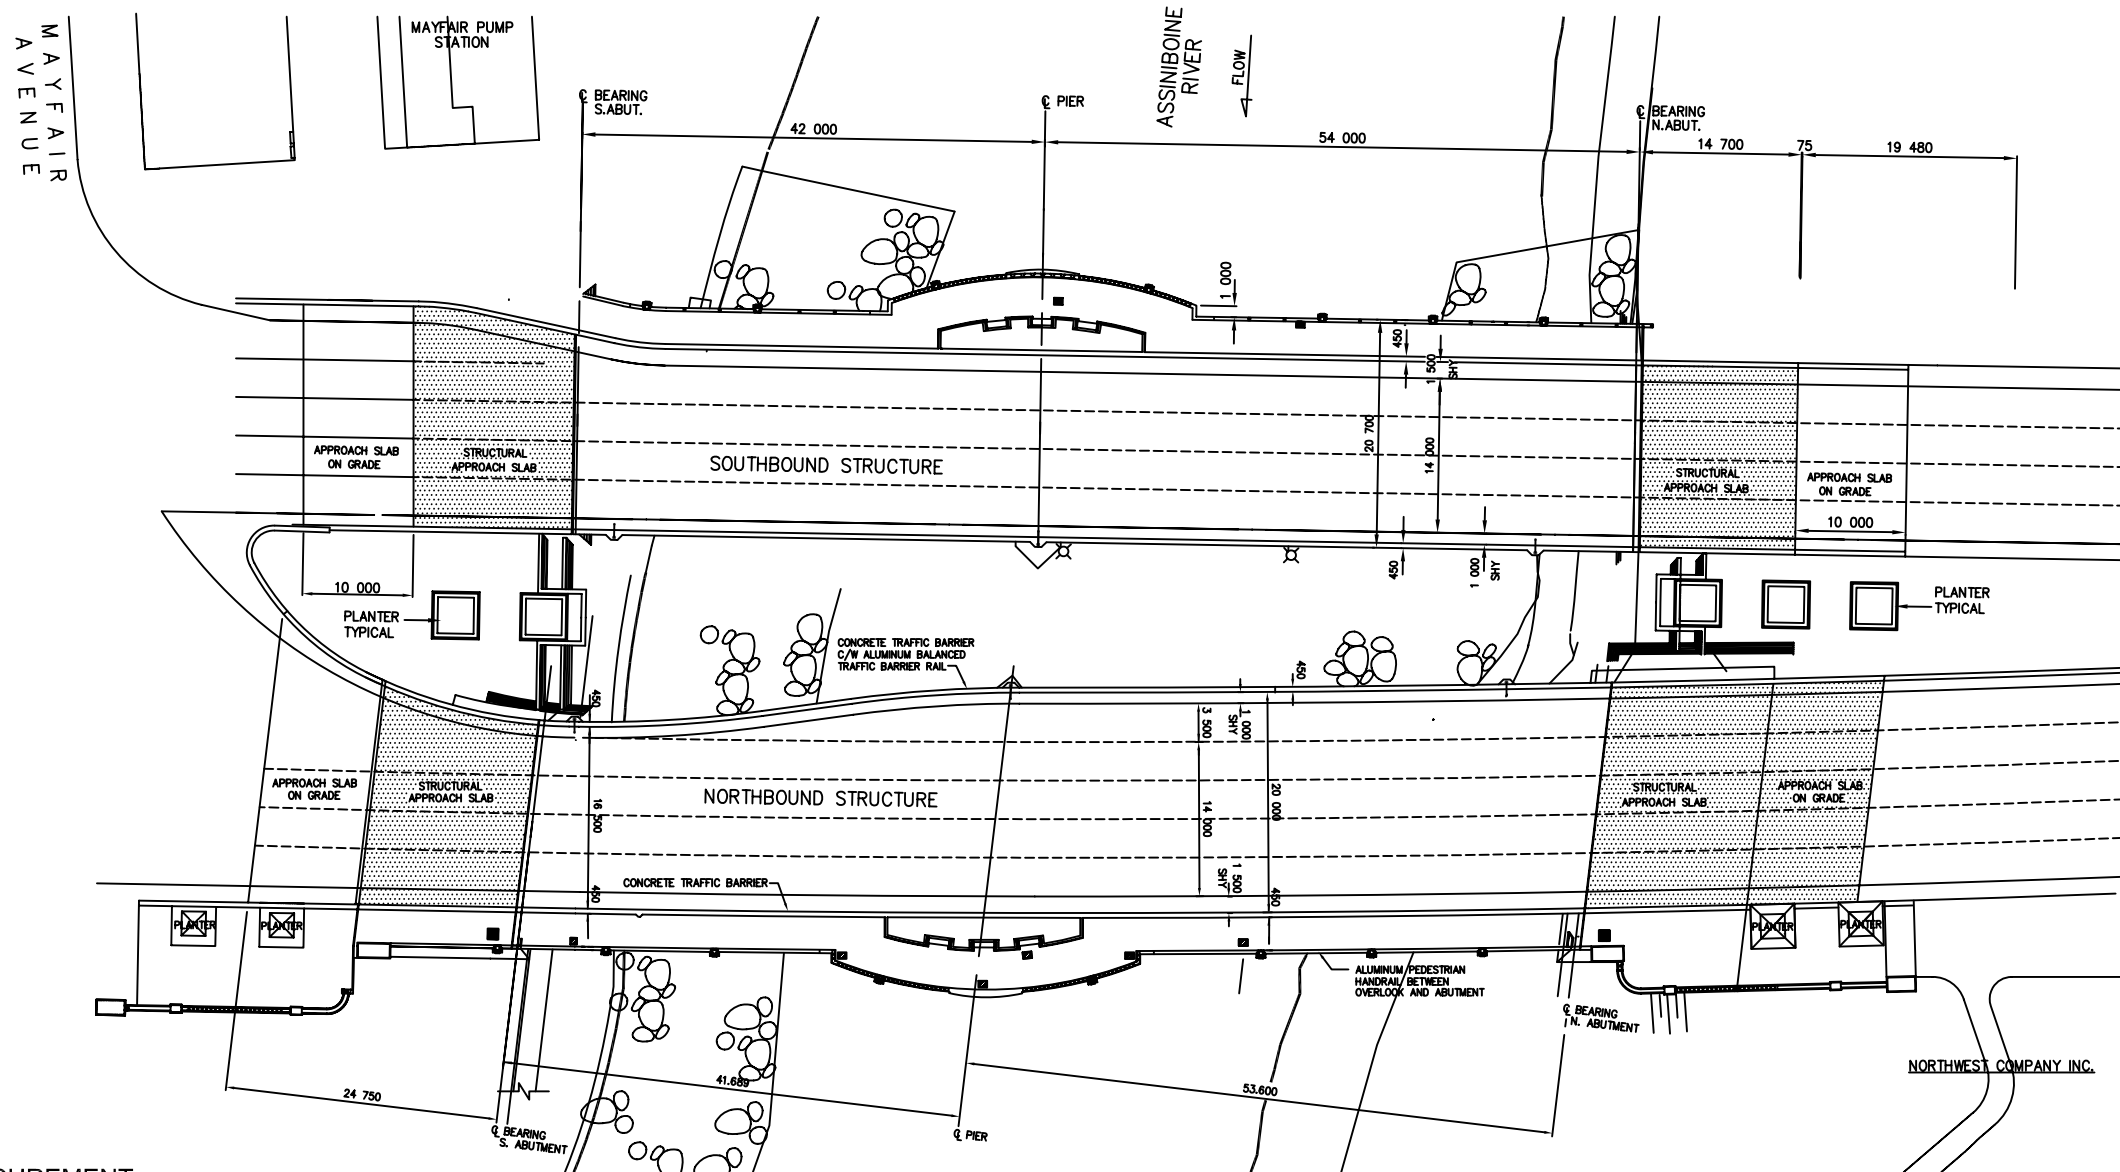 MAYFAIR
AVENUE
MAYFAIR PUMP
STATION
ASSINIBOINE
RIVER
FLOW
℄ BEARING
S.ABUT.
℄ PIER
℄ BEARING
N.ABUT.
42 000
54 000
14 700
75
19 480
1 000
450
1 500
SHY
20 700
14 000
APPROACH SLAB
ON GRADE
STRUCTURAL
APPROACH SLAB
SOUTHBOUND STRUCTURE
STRUCTURAL
APPROACH SLAB
APPROACH SLAB
ON GRADE
10 000
450
1 000
SHY
10 000
PLANTER
TYPICAL
PLANTER
TYPICAL
CONCRETE TRAFFIC BARRIER
C/W ALUMINUM BALANCED
TRAFFIC BARRIER RAIL
450
450
3 500
1 000
SHY
APPROACH SLAB
ON GRADE
STRUCTURAL
APPROACH SLAB
NORTHBOUND STRUCTURE
16 500
14 000
20 000
STRUCTURAL
APPROACH SLAB
APPROACH SLAB
ON GRADE
CONCRETE TRAFFIC BARRIER
450
1 500
SHY
450
PLANTER
PLANTER
PLANTER
PLANTER
ALUMINUM PEDESTRIAN
HANDRAIL BETWEEN
OVERLOOK AND ABUTMENT
℄ BEARING
N. ABUTMENT
NORTHWEST COMPANY INC.
24 750
41.689
53.600
℄ BEARING
S. ABUTMENT
℄ PIER